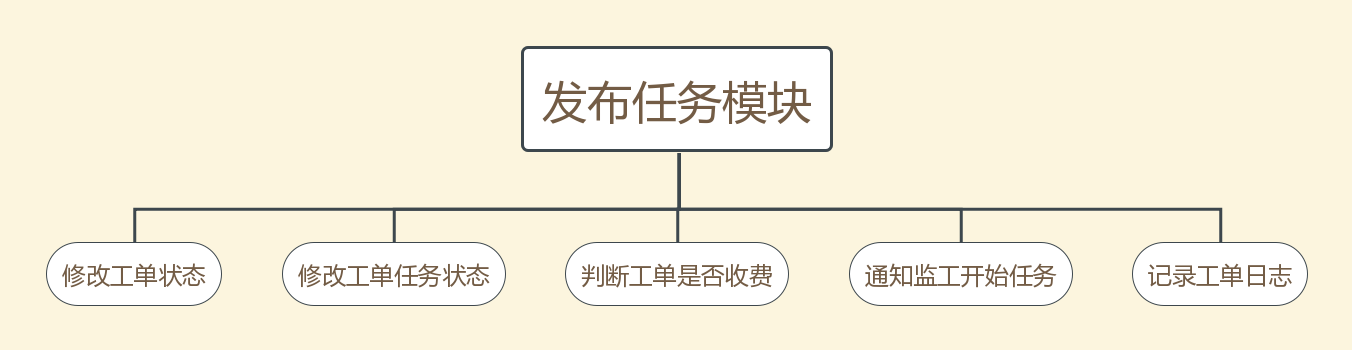 发布任务模块
修改工单状态
修改工单任务状态
判断工单是否收费
通知监工开始任务
记录工单日志